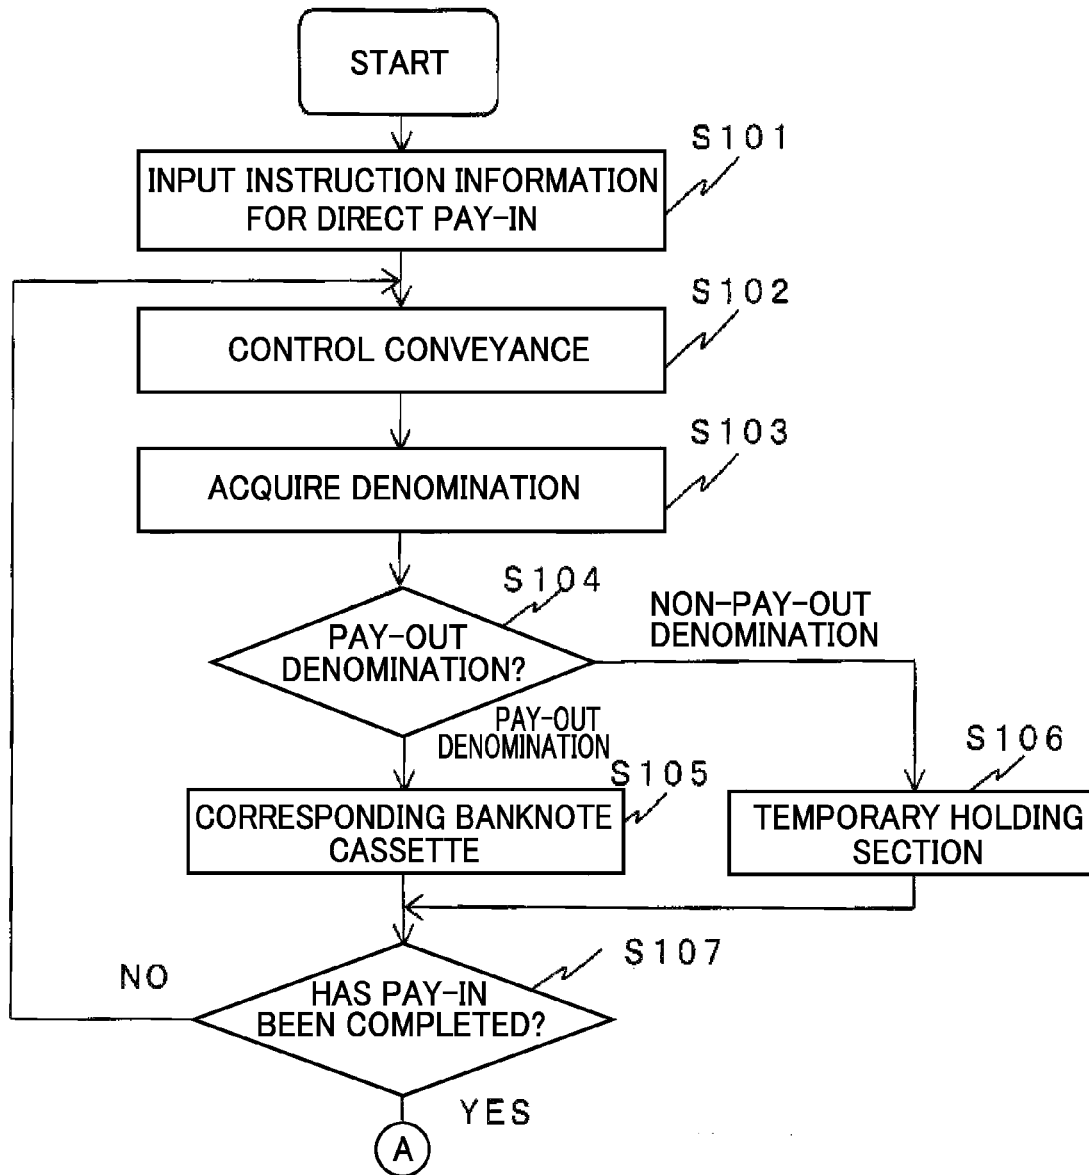 START
S101
INPUT INSTRUCTION INFORMATION
FOR DIRECT PAY-IN
S102
CONTROL CONVEYANCE
S103
ACQUIRE DENOMINATION
S104
PAY-OUT
DENOMINATION?
NON-PAY-OUT
DENOMINATION
PAY-OUT
DENOMINATION
S105
CORRESPONDING BANKNOTE
CASSETTE
S106
TEMPORARY HOLDING
SECTION
S107
HAS PAY-IN
BEEN COMPLETED?
NO
YES
A